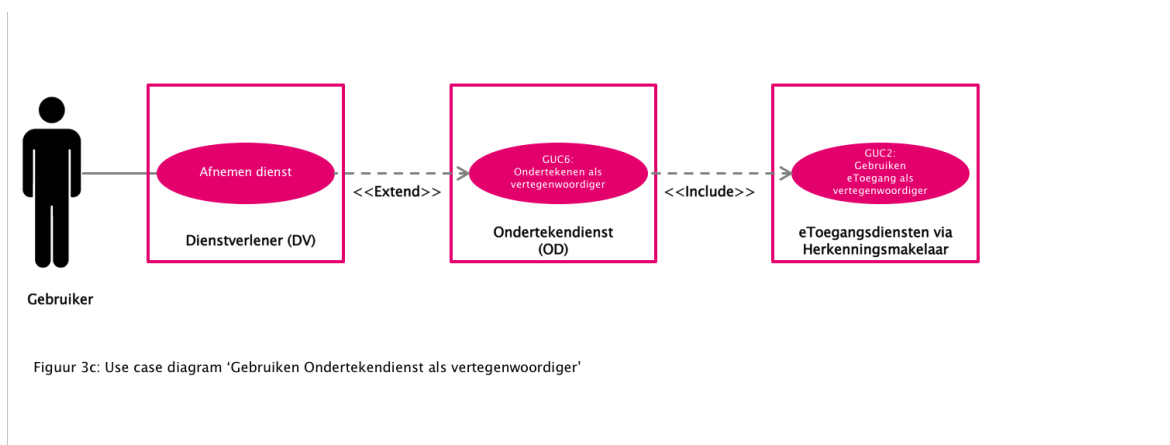 Afnemen dienst
<<Extend>>
Dienstverlener (DV)
GUC6:
Ondertekenen als
vertegenwoordiger
<<Include>>
Ondertekendienst
(OD)
GUC2:
Gebruiken
eToegang als
vertegenwoordiger
eToegangsdiensten via
Herkenningsmakelaar
Gebruiker
Figuur 3c: Use case diagram ‘Gebruiken Ondertekendienst als vertegenwoordiger’